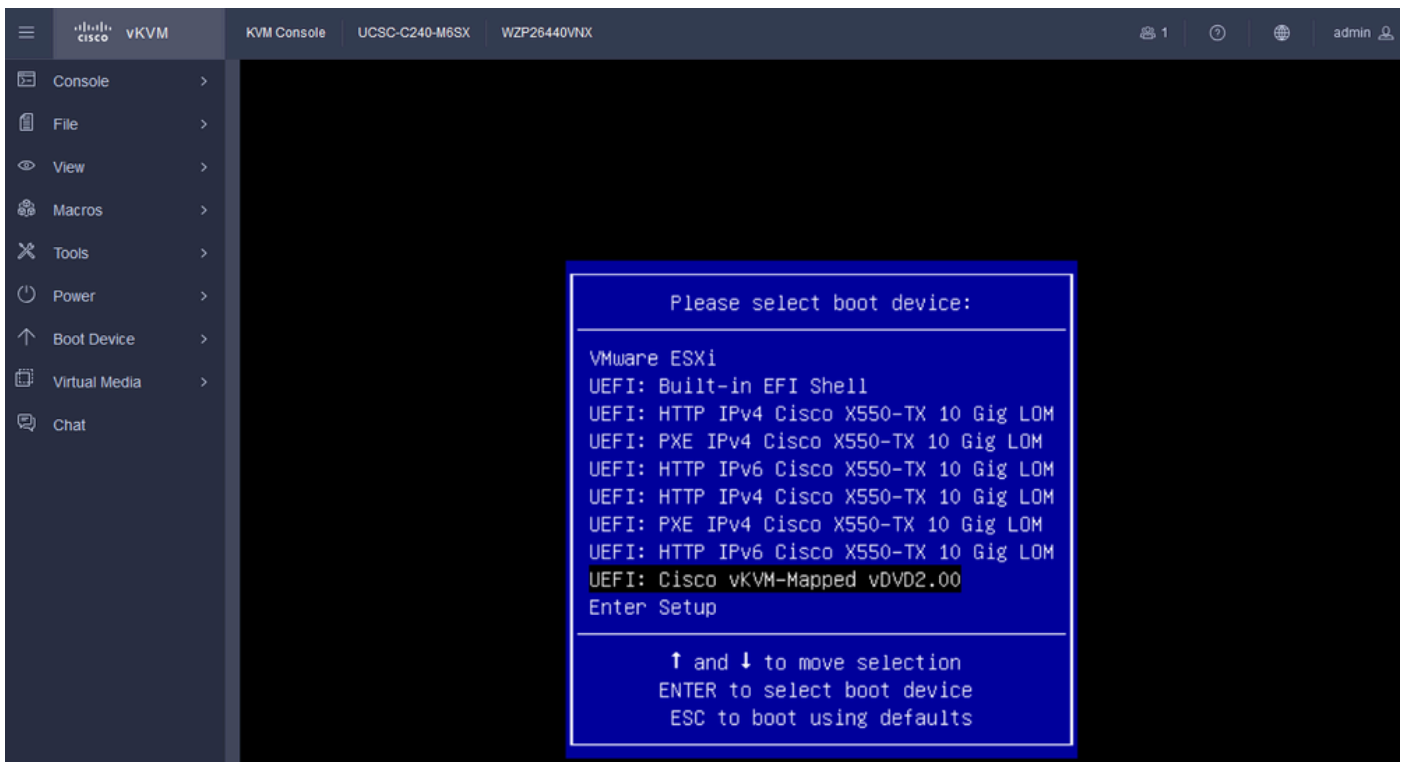 cisco vKVM KVM Console UCSC-C240-M6SX WZP26440VNX 1 admin
Console
File
View
Macros
Tools
Power
Boot Device
Virtual Media
Chat
Please select boot device:
VMware ESXi
UEFI: Built-in EFI Shell
UEFI: HTTP IPv4 Cisco X550-TX 10 Gig LOM
UEFI: PXE IPv4 Cisco X550-TX 10 Gig LOM
UEFI: HTTP IPv6 Cisco X550-TX 10 Gig LOM
UEFI: HTTP IPv4 Cisco X550-TX 10 Gig LOM
UEFI: PXE IPv4 Cisco X550-TX 10 Gig LOM
UEFI: HTTP IPv6 Cisco X550-TX 10 Gig LOM
UEFI: Cisco vKVM-Mapped vDVD2.00
Enter Setup
↑ and ↓ to move selection
ENTER to select boot device
ESC to boot using defaults